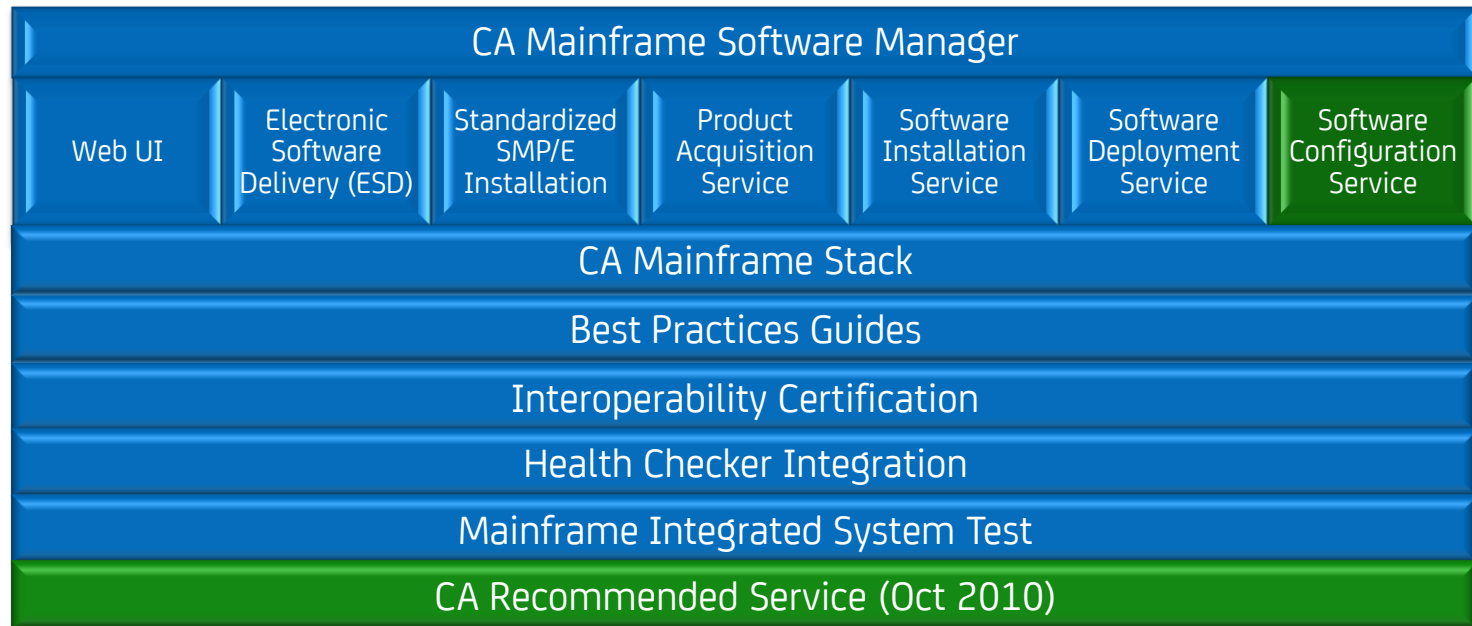 CA Mainframe Software Manager
Web UI
Electronic
Software
Delivery (ESD)
Standardized
SMP/E
Installation
Product
Acquisition
Service
Software
Installation
Service
Software
Deployment
Service
Software
Configuration
Service
CA Mainframe Stack
Best Practices Guides
Interoperability Certification
Health Checker Integration
Mainframe Integrated System Test
CA Recommended Service (Oct 2010)